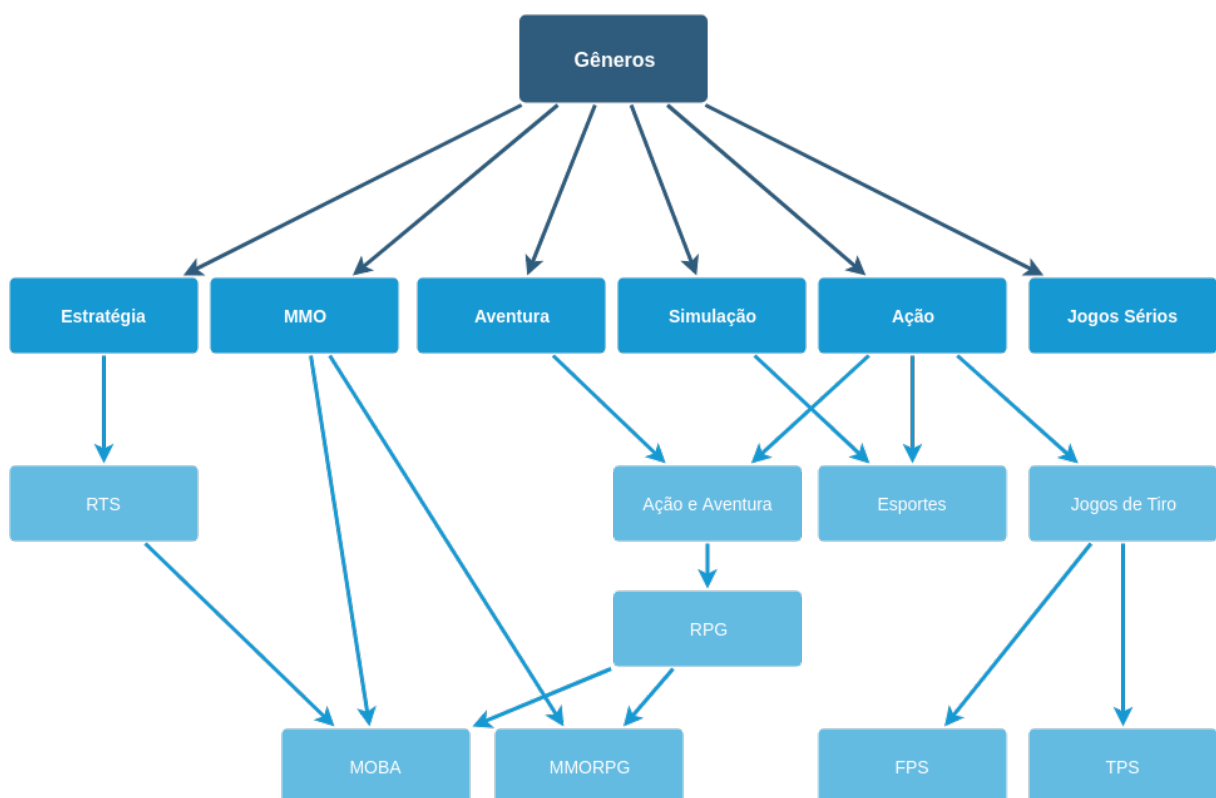 Gêneros
Estratégia
MMO
Aventura
Simulação
Ação
Jogos Sérios
RTS
Ação e Aventura
Esportes
Jogos de Tiro
RPG
MOBA
MMORPG
FPS
TPS